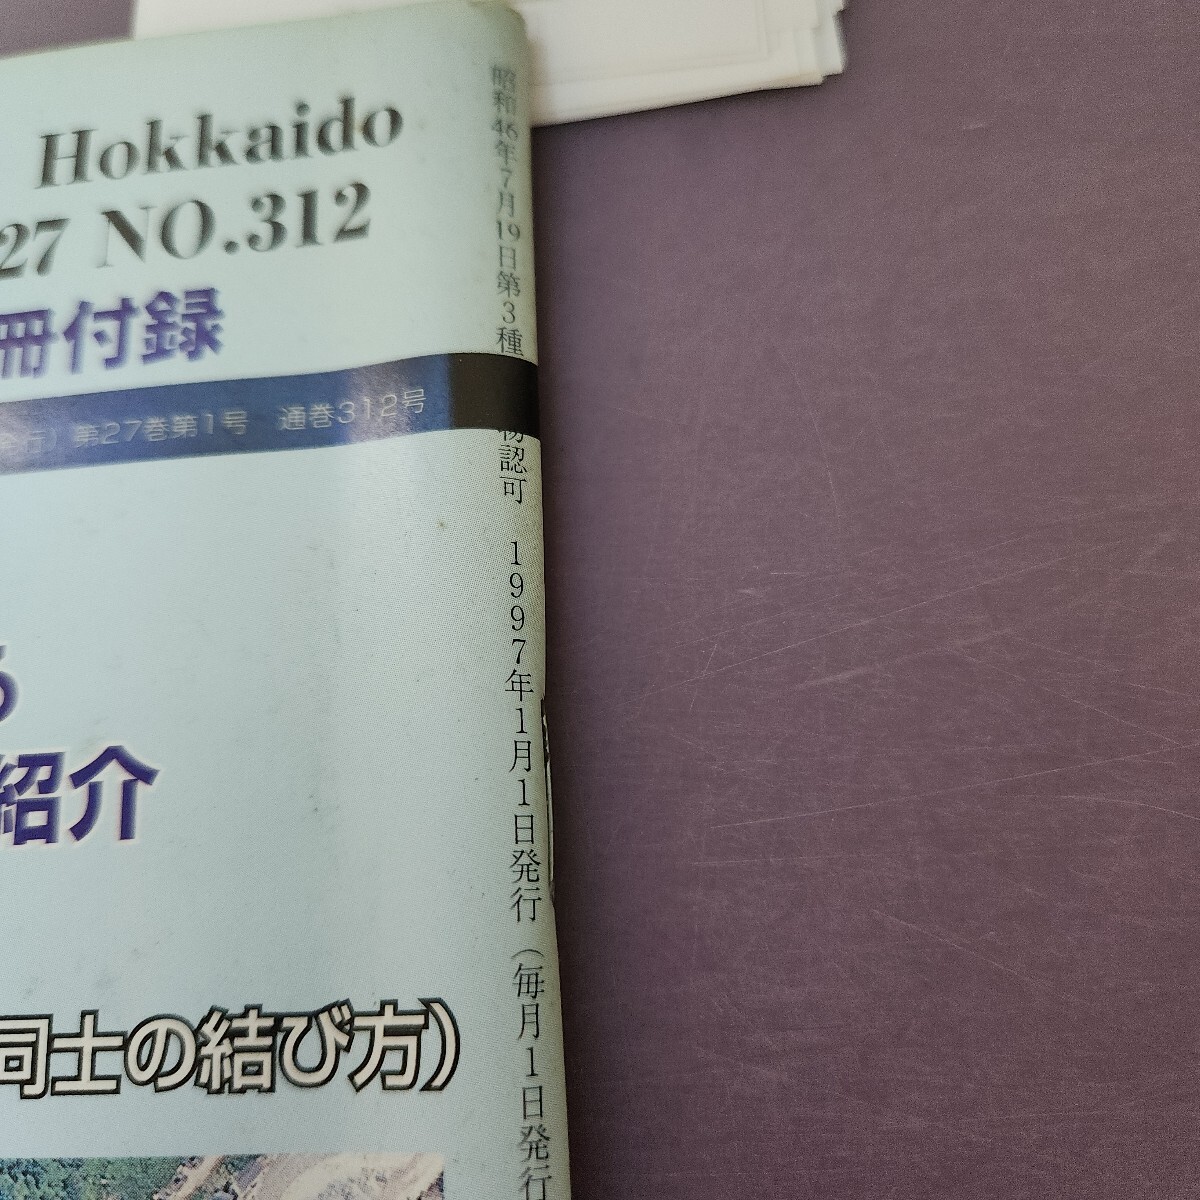 Hokkaido
27 NO.312
冊付録
第27巻第1号 通巻312号
る
紹介
同士の結び方)
昭和46年7月19日第3種
物認可 1997年1月1日発行 (毎月1日発行